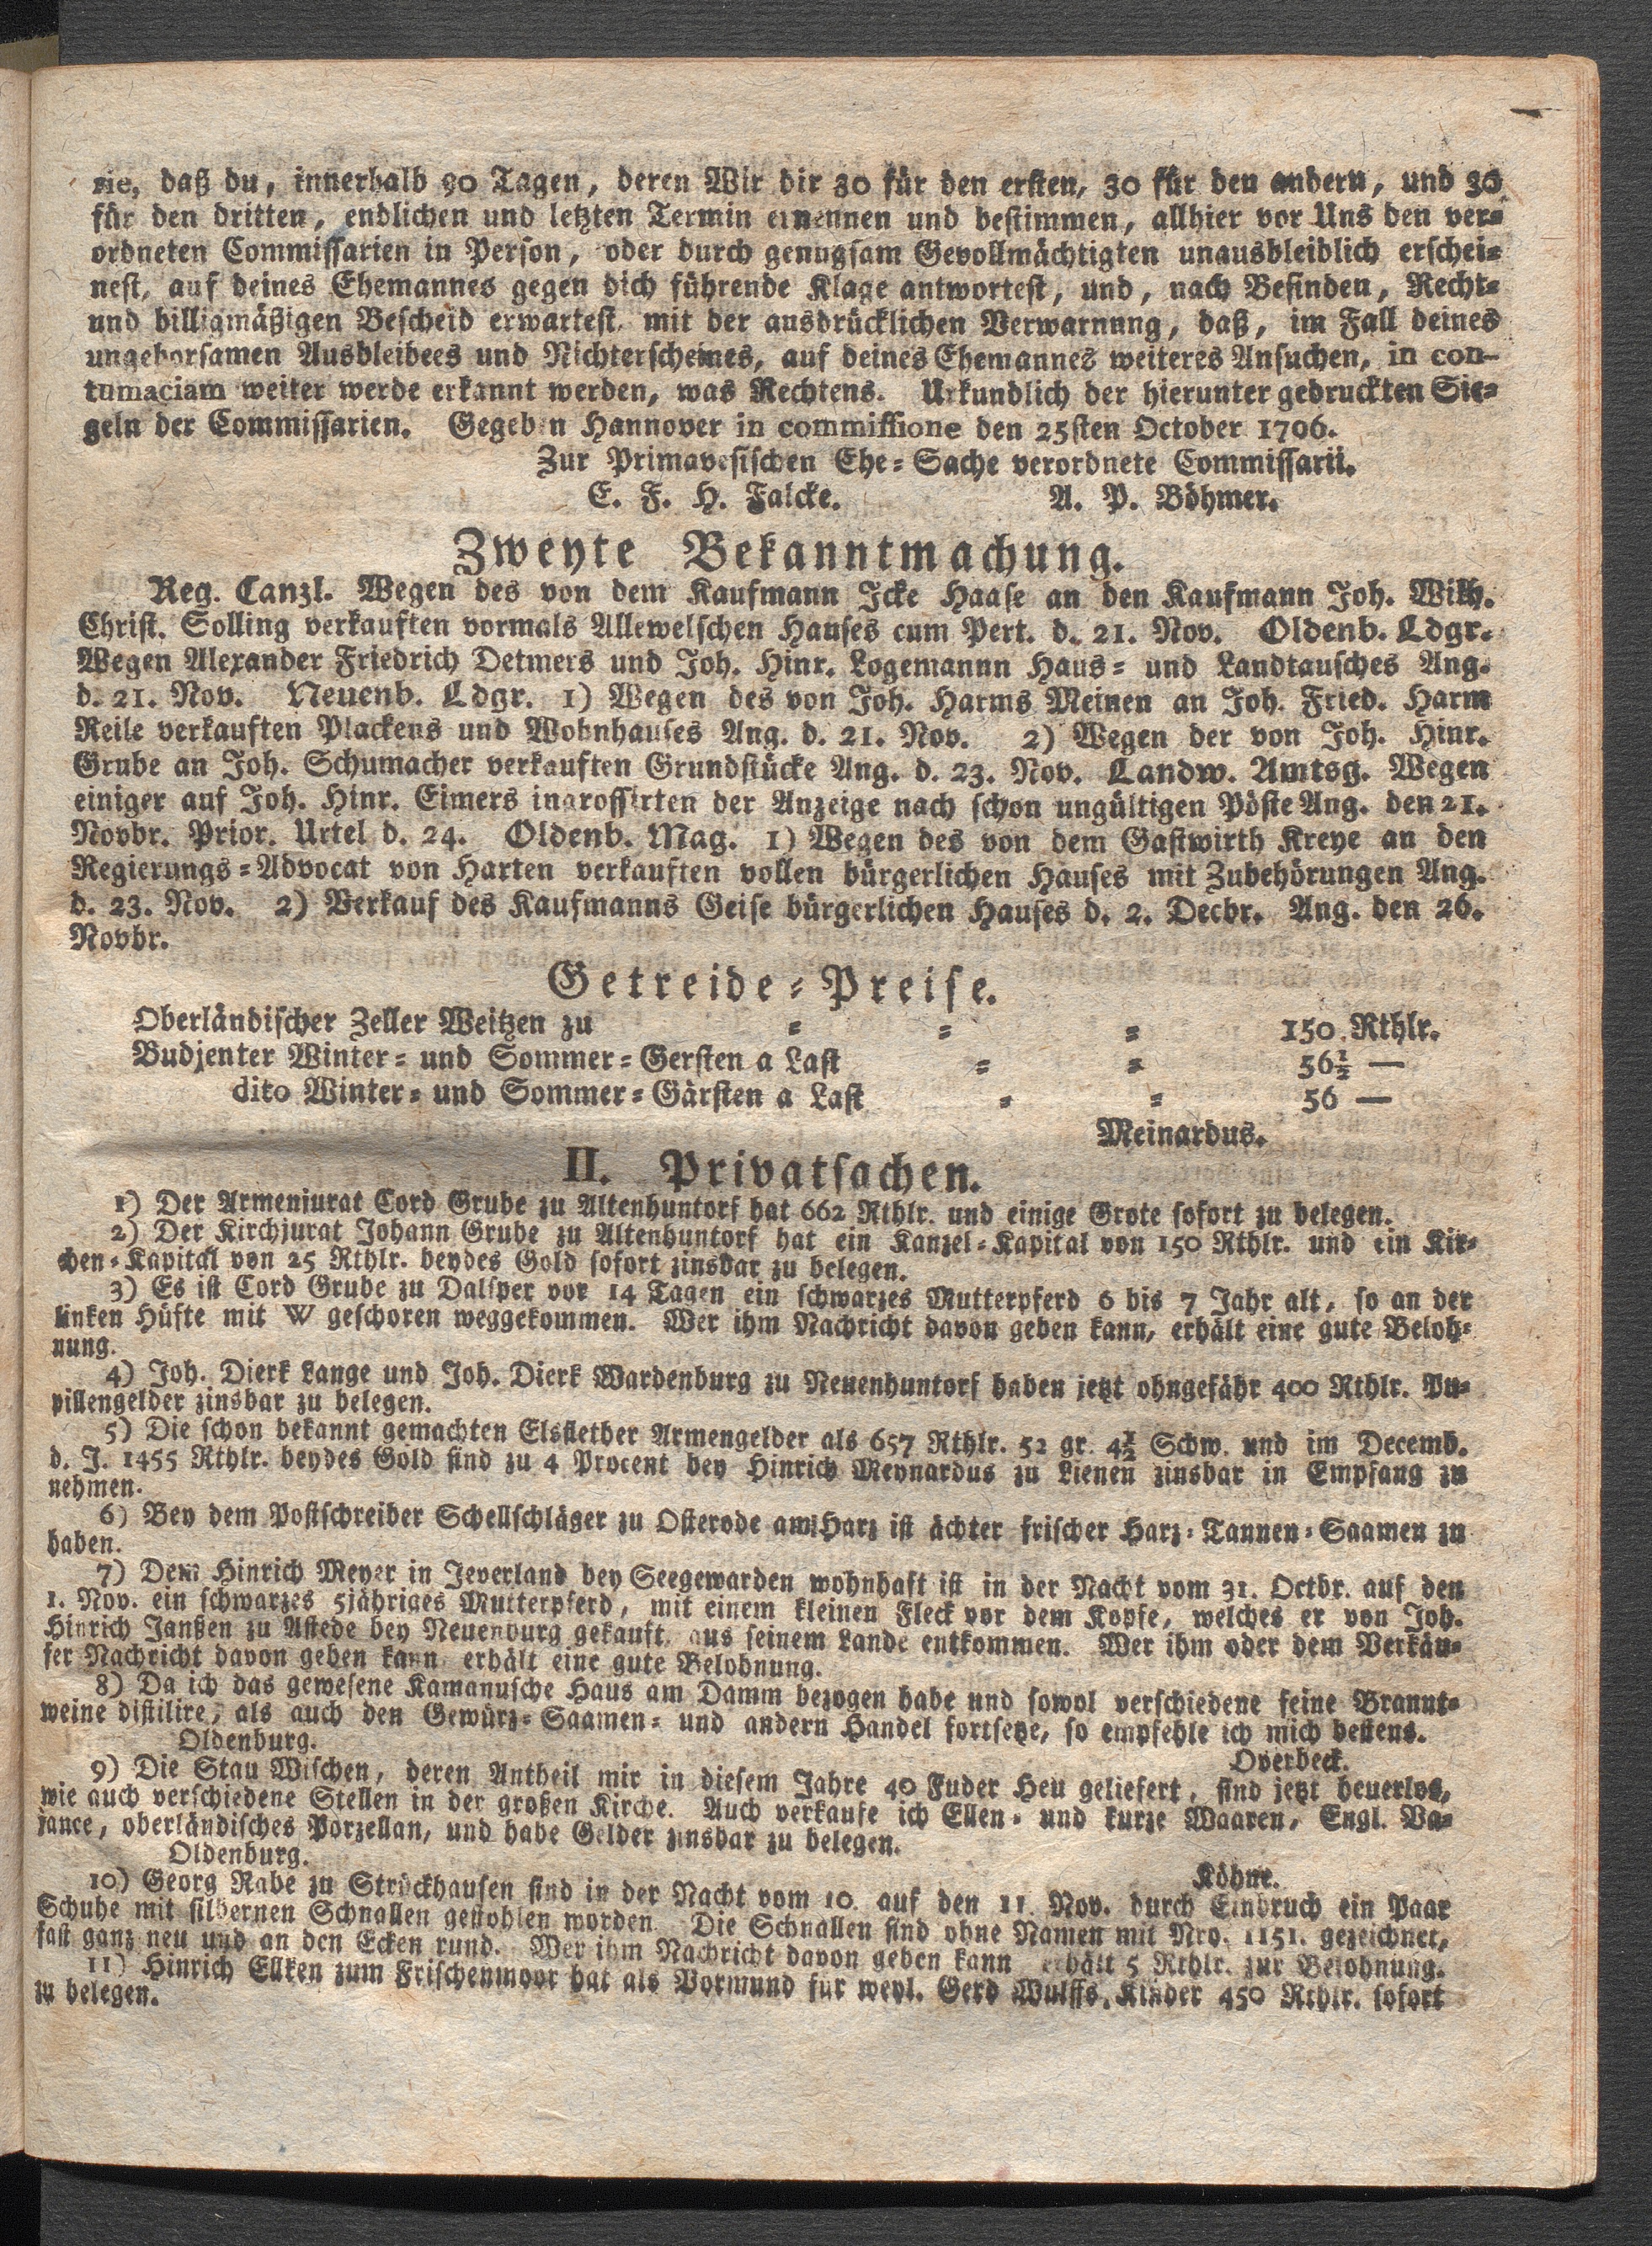 rie, daß du, innerhalb 90 Tagen, deren Wir dir 30 für den ersten, 30 für den andern, und 30
für den dritten, endlichen und letzten Termin ernennen und bestimmen, allhier vor Uns den ver⸗
ordneten Commissarien in Person, oder durch genugsam Gevollmächtigten unausbleiblich erschei⸗
nest, auf deines Ehemannes gegen dich führende Klage antwortest, und, nach Befinden, Recht⸗
und billigmäßigen Bescheid erwartest, mit der ausdrücklichen Verwarnung, daß, im Fall deines
ungehorsamen Ausbleibees und Nichterscheines, auf deines Ehemannes weiteres Ansuchen, in con-
tumaciam weiter werde erkannt werden, was Rechtens. Urkundlich der hierunter gedruckten Sie⸗
geln der Commissarien. Gegeben Hannover in commissione den 25sten October 1706.
Zur Primavesischen Ehe⸗Sache verordnete Commissarii.
E. F. H. Falcke. A. P. Böhmer.
Zweyte Bekanntmachung.
Reg. Canzl. Wegen des von dem Kaufmann Icke Haase an den Kaufmann Joh. Wilh.
Christ. Solling verkauften vormals Allewelschen Hauses cum Pert. d. 21. Nov. Oldenb. Ldgr.
Wegen Alexander Friedrich Detmers und Joh. Hinr. Logemannn Haus⸗ und Landtausches Ang.
d. 21. Nov. Neuenb. Ldgr. 1) Wegen des von Joh. Harms Meinen an Joh. Fried. Harm
Reile verkauften Plackens und Wohnhauses Ang. d. 21. Nov. 2) Wegen der von Joh. Hinr.
Grube an Joh. Schumacher verkauften Grundstücke Ang. d. 23. Nov. Landw. Amtsg. Wegen
einiger auf Joh. Hinr. Eimers ingrossirten der Anzeige nach schon ungültigen Pöste Ang. den 21.
Novbr. Prior. Urtel d. 24. Oldenb. Mag. 1) Wegen des von dem Gastwirth Kreye an den
Regierungs⸗Advocat von Harten verkauften vollen bürgerlichen Hauses mit Zubehörungen Ang.
d. 23. Nov. 2) Verkauf des Kaufmanns Geise bürgerlichen Hauses d. 2. Decbr. Ang. den 26.
Novbr.
Getreide⸗Preise.
Oberländischer Zeller Weitzen zu ⸗ ⸗ ⸗ 150 Rthlr.
Budjenter Winter⸗ und Sommer⸗Gersten a Last ⸗ ⸗ 56½ —
dito Winter⸗ und Sommer⸗Gärsten a Last ⸗ ⸗ 56 —
Meinardus.
II. Privatsachen.
1) Der Armenjurat Cord Grube zu Altenhuntorf hat 662 Rthlr. und einige Grote sofort zu belegen.
2) Der Kirchjurat Johann Grube zu Altenhuntorf hat ein Kanzel⸗Kapital von 150 Rthlr. und ein Kir⸗
chen⸗Kapital von 25 Rthlr. beydes Gold sofort zinsbar zu belegen.
3) Es ist Cord Grube zu Dalsper vor 14 Tagen ein schwarzes Mutterpferd 6 bis 7 Jahr alt, so an der
linken Hüfte mit W geschoren weggekommen. Wer ihm Nachricht davon geben kann, erhält eine gute Beloh⸗
nung.
4) Joh. Dierk Lange und Joh. Dierk Wardenburg zu Neuenhuntorf haben jetzt ohngefähr 400 Rthlr. Pu⸗
pillengelder zinsbar zu belegen.
5) Die schon bekannt gemachten Elsflether Armengelder als 657 Rthlr. 52 gr. 4½ Schw. und im Decemb.
d. J. 1455 Rthlr. beydes Gold sind zu 4 Procent bey Hinrich Meynardus zu Lienen zinsbar in Empfang zu
nehmen.
6) Bey dem Postschreiber Schellschläger zu Osterode am Harz ist ächter frischer Harz⸗Tannen⸗Saamen zu
haben.
7) Dem Hinrich Meyer in Jeverland bey Seegewarden wohnhaft ist in der Nacht vom 31. Octbr. auf den
1. Nov. ein schwarzes 5jähriges Mutterpferd, mit einem kleinen Fleck vor dem Kopfe, welches er von Joh.
Hinrich Janßen zu Astede bey Neuenburg gekauft, aus seinem Lande entkommen. Wer ihm oder dem Verkäu⸗
fer Nachricht davon geben kann erhält eine gute Belohnung.
8) Da ich das gewesene Kamanusche Haus am Damm bezogen habe und sowol verschiedene feine Brannt⸗
weine distilire, als auch den Gewürz⸗Saamen⸗ und andern Handel fortsetze, so empfehle ich mich bestens.
Oldenburg. Overbeck.
9) Die Stau Wischen, deren Antheil mir in diesem Jahre 40 Fuder Heu geliefert, sind jetzt heuerlos,
wie auch verschiedene Stellen in der großen Kirche. Auch verkaufe ich Ellen⸗ und kurze Waaren, Engl. Va⸗
jance, oberländisches Porzellan, und habe Gelder zinsbar zu belegen.
Oldenburg. Köhne.
10) Georg Rabe zu Strückhausen sind in der Nacht vom 10. auf den 11. Nov. durch Einbruch ein Paar
Schuhe mit silbernen Schnallen gestohlen worden. Die Schnallen sind ohne Namen mit Nro. 1151. gezeichnet,
fast ganz neu und an den Ecken rund. Wer ihm Nachricht davon geben kann erhält 5 Rthlr. zur Belohnung.
11) Hinrich Ellken zum Frischenmoor hat als Vormund für weyl. Gerd Wulffs Kinder 450 Rthlr. sofort
zu belegen.